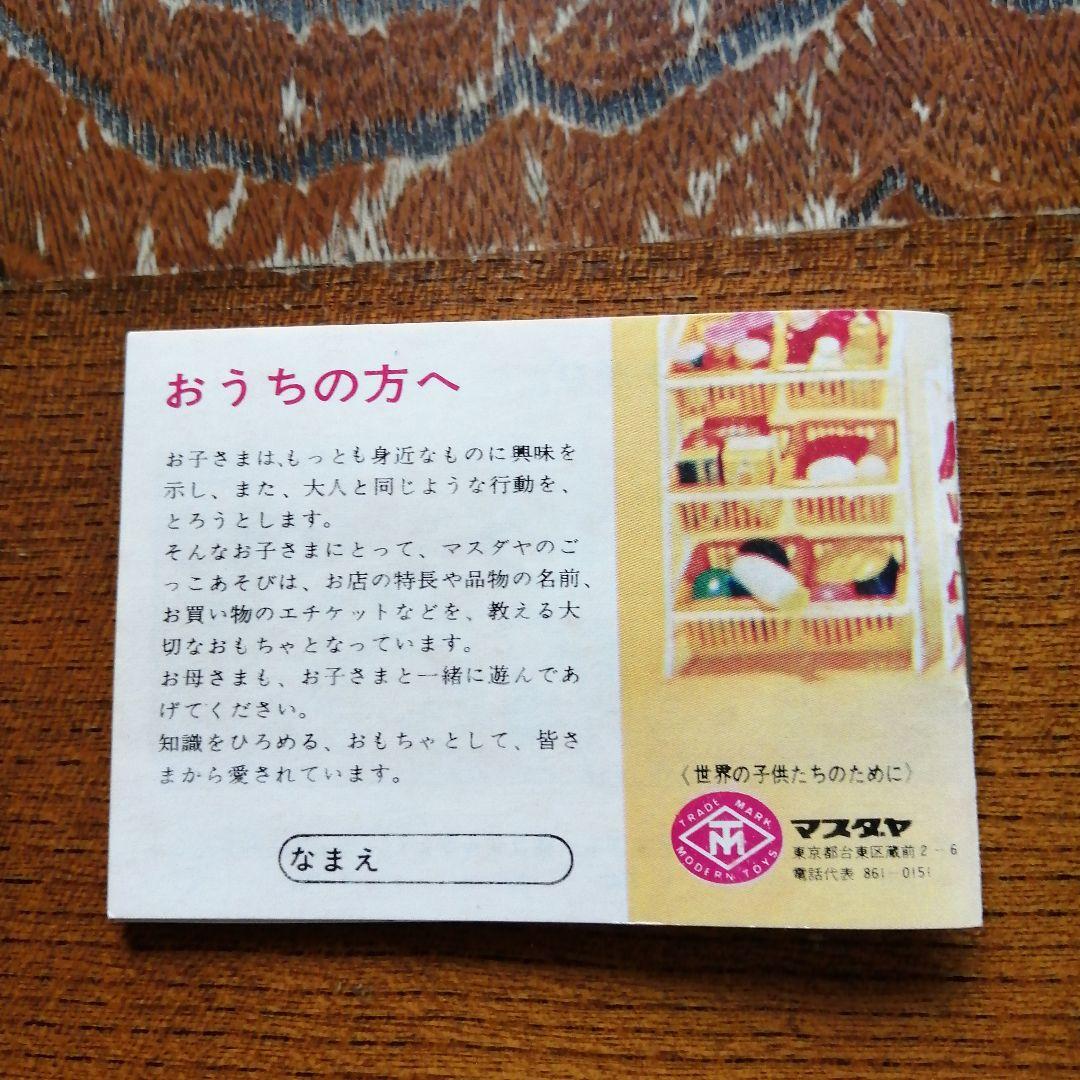 おうちの方へ
お子さまは、もっとも身近なものに興味を
示し、また、大人と同じような行動を、
とろうとします。
そんなお子さまにとって、マスダヤのご
っこあそびは、お店の特長や品物の名前、
お買い物のエチケットなどを、教える大
切なおもちゃとなっています。
お母さまも、お子さまと一緒に遊んであ
げてください。
知識をひろめる、おもちゃとして、皆さ
まから愛されています。
なまえ
〈世界の子供たちのために〉
TRADE MARK
TM
MODERN TOYS
マスダヤ
東京都台東区蔵前2-6
電話代表 861-0151